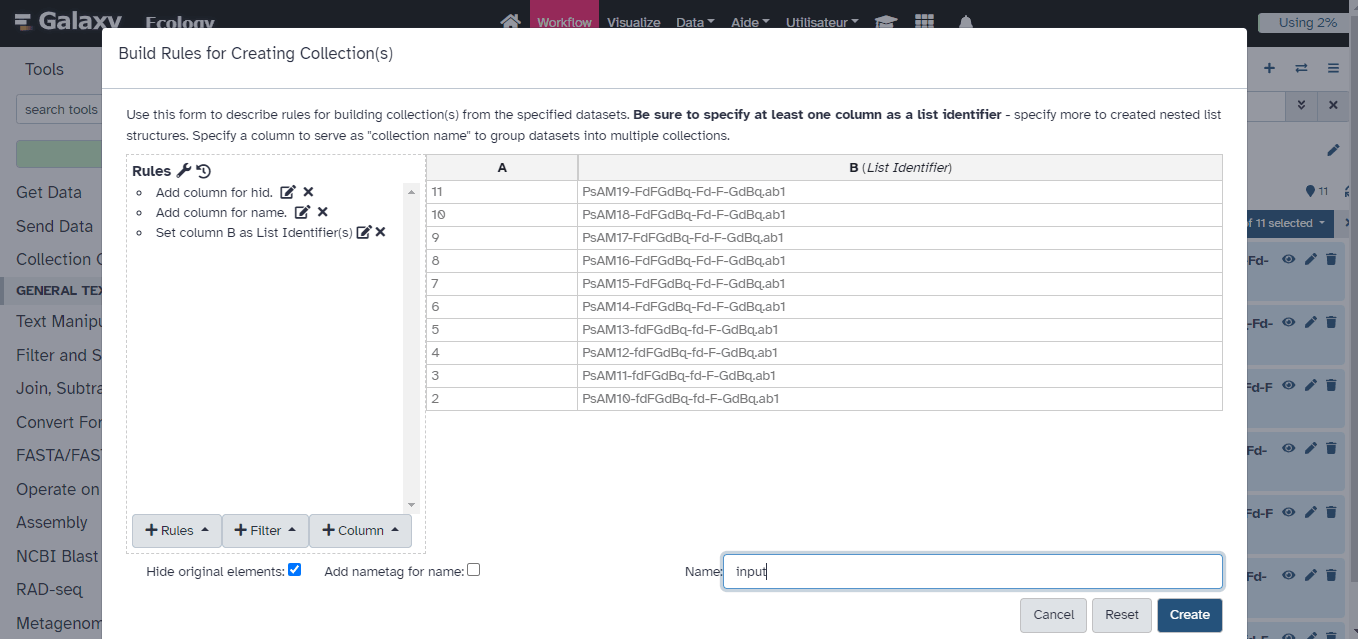 Galaxy Ecology Workflow Visualize Data Aide Utilisateur Using 2%
Build Rules for Creating Collection(s)
Tools
search tools
Get Data
Send Data
Collection
GENERAL TEX
Text Manipu
Filter and S
Join, Subtra
Convert For
FASTA/FAS
Operate on
Assembly
NCBI Blast
RAD-seq
Metagenom
Use this form to describe rules for building collection(s) from the specified datasets. Be sure to specify at least one column as a list identifier - specify more to created nested list
structures. Specify a column to serve as "collection name" to group datasets into multiple collections.
Rules
Add column for hid.
Add column for name.
Set column B as List Identifier(s)
A B (List Identifier)
11 PsAM19-FdFGdBq-Fd-F-GdBq.ab1
10 PsAM18-FdFGdBq-Fd-F-GdBq.ab1
9 PsAM17-FdFGdBq-Fd-F-GdBq.ab1
8 PsAM16-FdFGdBq-Fd-F-GdBq.ab1
7 PsAM15-FdFGdBq-Fd-F-GdBq.ab1
6 PsAM14-FdFGdBq-Fd-F-GdBq.ab1
5 PsAM13-fdFGdBq-fd-F-GdBq.ab1
4 PsAM12-fdFGdBq-fd-F-GdBq.ab1
3 PsAM11-fdFGdBq-fd-F-GdBq.ab1
2 PsAM10-fdFGdBq-fd-F-GdBq.ab1
+ Rules + Filter + Column
Hide original elements: Add nametag for name: Name: input
Cancel Reset Create
11
of 11 selected
Fd-
-Fd-
d-F
Fd-
Fd-F
Fd-